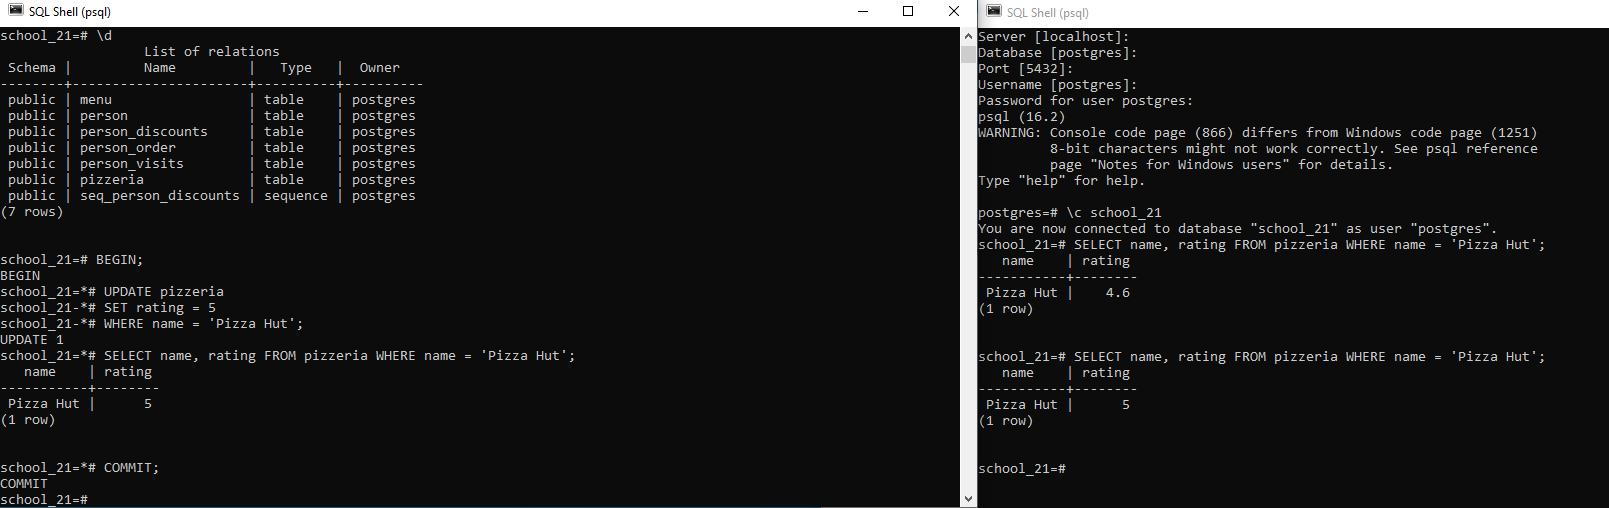 SQL Shell (psql)
school_21=# \d
List of relations
Schema | Name | Type | Owner
--------+----------------------+----------+----------
public | menu | table | postgres
public | person | table | postgres
public | person_discounts | table | postgres
public | person_order | table | postgres
public | person_visits | table | postgres
public | pizzeria | table | postgres
public | seq_person_discounts | sequence | postgres
(7 rows)
school_21=# BEGIN;
BEGIN
school_21=*# UPDATE pizzeria
school_21-*# SET rating = 5
school_21-*# WHERE name = 'Pizza Hut';
UPDATE 1
school_21=*# SELECT name, rating FROM pizzeria WHERE name = 'Pizza Hut';
name | rating
-----------+--------
Pizza Hut | 5
(1 row)
school_21=*# COMMIT;
COMMIT
school_21=#
SQL Shell (psql)
Server [localhost]:
Database [postgres]:
Port [5432]:
Username [postgres]:
Password for user postgres:
psql (16.2)
WARNING: Console code page (866) differs from Windows code page (1251)
8-bit characters might not work correctly. See psql reference
page "Notes for Windows users" for details.
Type "help" for help.
postgres=# \c school_21
You are now connected to database "school_21" as user "postgres".
school_21=# SELECT name, rating FROM pizzeria WHERE name = 'Pizza Hut';
name | rating
-----------+--------
Pizza Hut | 4.6
(1 row)
school_21=# SELECT name, rating FROM pizzeria WHERE name = 'Pizza Hut';
name | rating
-----------+--------
Pizza Hut | 5
(1 row)
school_21=#